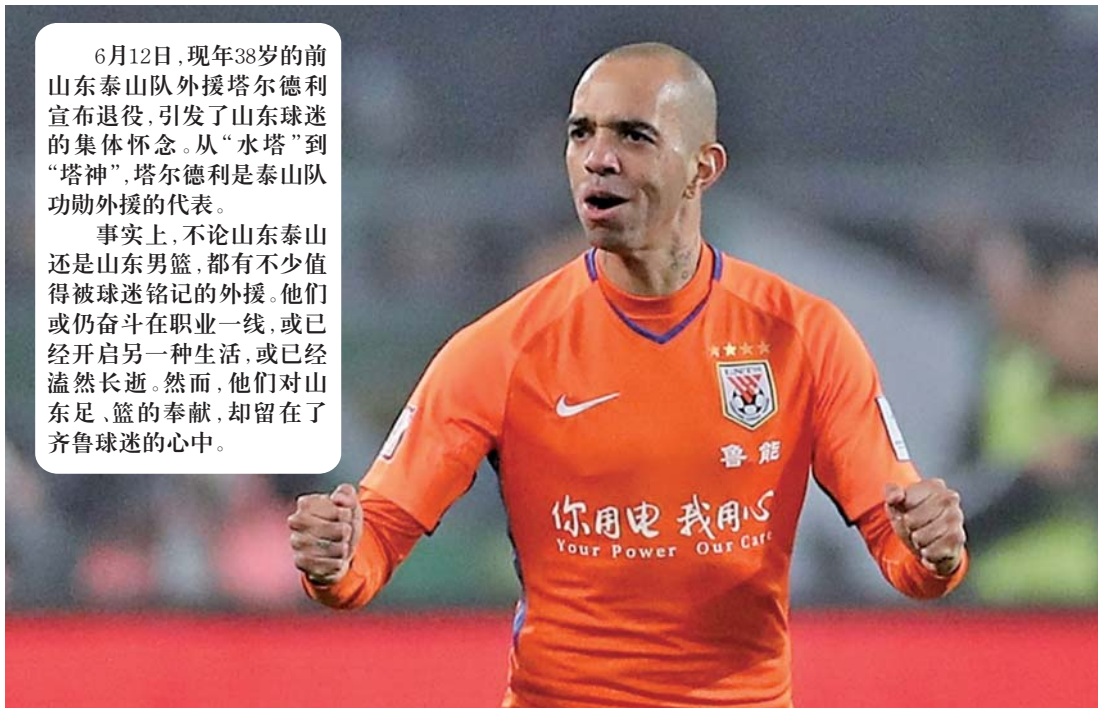 6月12日,现年38岁的前
山东泰山队外援塔尔德利
宣布退役,引发了山东球迷
的集体怀念。从“水塔”到
“塔神”,塔尔德利是泰山队
功勋外援的代表。
事实上,不论山东泰山
还是山东男篮,都有不少值
得被球迷铭记的外援。他们
或仍奋斗在职业一线,或已
经开启另一种生活,或已经
溘然长逝。然而,他们对山
东足、篮的奉献,却留在了
齐鲁球迷的心中。
LNTS
鲁能
你用电 我用心
Your Power Our Care